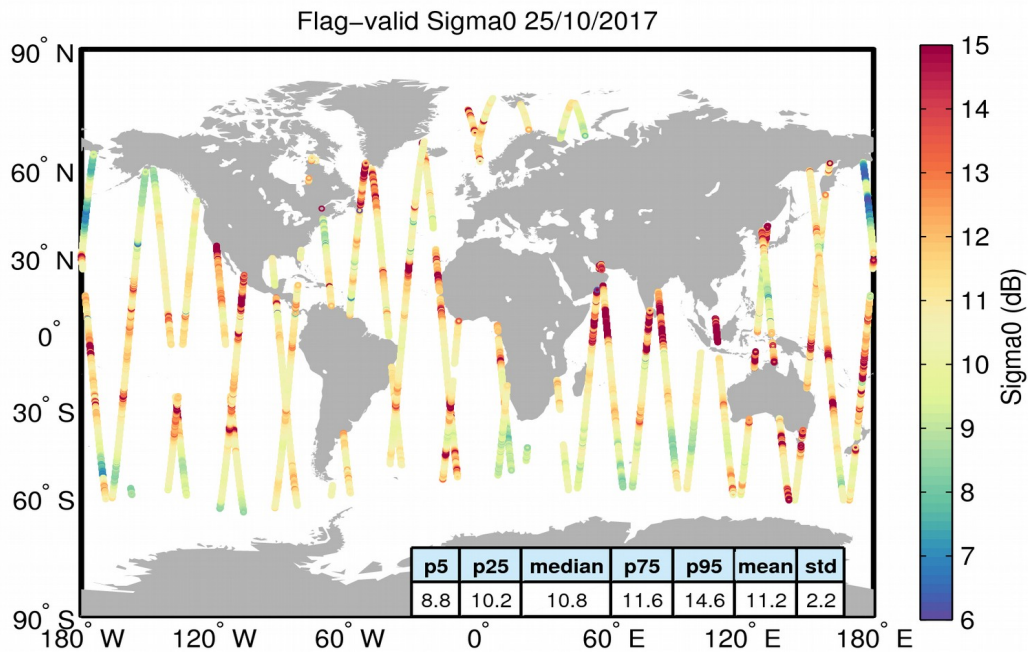 Flag−valid Sigma0 25/10/2017
90° N
60° N
30° N
0°
30° S
60° S
90° S
180° W
120° W
60° W
0°
60° E
120° E
180° E
p5 p25 median p75 p95 mean std
8.8 10.2 10.8 11.6 14.6 11.2 2.2
15
14
13
12
11
10
9
8
7
6
Sigma0 (dB)